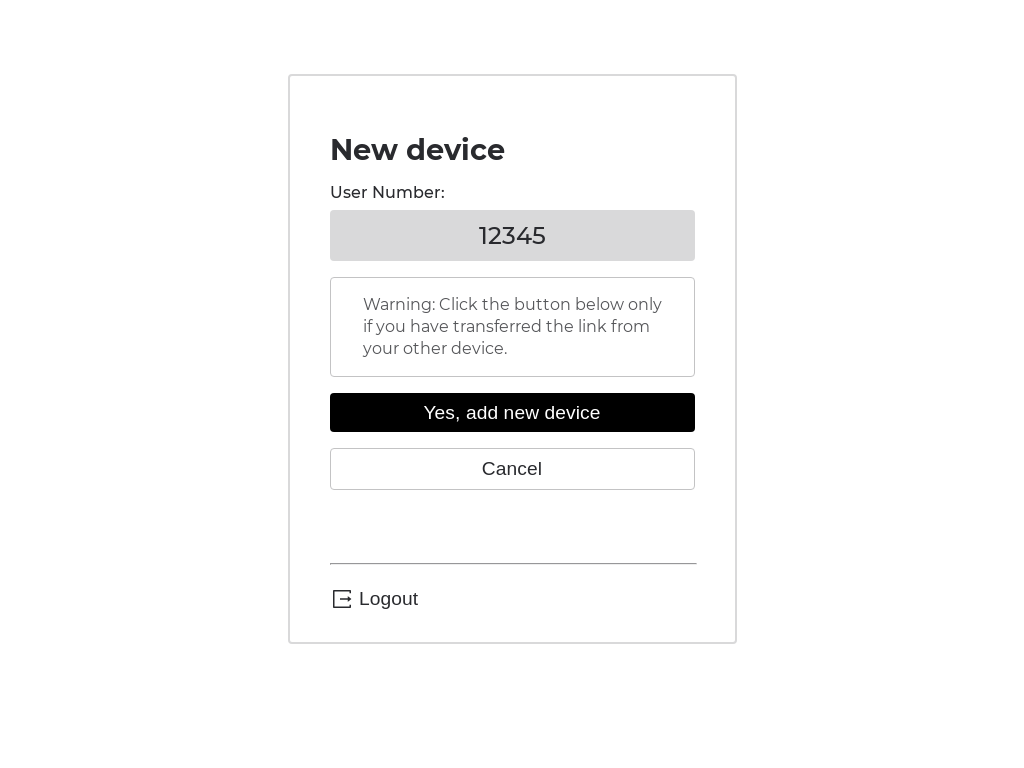 New device
User Number:
12345
Warning: Click the button below only
if you have transferred the link from
your other device.
Yes, add new device
Cancel
Logout